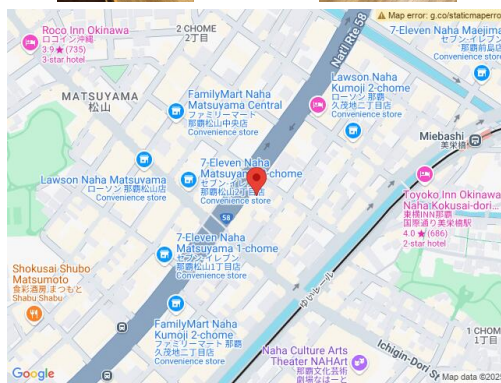 Map error: g.co/staticmaperro
Roco Inn Okinawa
ロコイン沖縄
3.9★(735)
3-star hotel
2 CHOME
2丁目
Nat'l Rte 58
7-Eleven Naha Maejima
セブン-イレブン
那覇前島店
Convenience store
MATSUYAMA
松山
FamilyMart Naha
Matsuyama Central
ファミリーマート
那覇松山中央店
Convenience store
Lawson Naha
Kumoji 2-chome
ローソン 那覇
久茂地二丁目店
Convenience store
Miebashi
美栄橋
7-Eleven Naha
Matsuyama
-chome
セブン-イレブン
那覇松山2丁目店
Convenience store
Lawson Naha Matsuyama
ローソン 那覇松山店
Convenience store
Toyoko Inn Okinawa
Naha Kokusai-dori...
東横INN那覇
国際通り美栄橋駅
4.0★(686)
2-star hotel
58
7-Eleven Naha
Matsuyama 1-chome
セブン-イレブン
那覇松山1丁目店
Convenience store
Shokusai Shubo
Matsumoto
食彩酒房 まつもと
Shabu Shabu
ゆいレール
FamilyMart Naha
Kumoji 2-chome
ファミリーマート那覇
久茂地二丁目店
Convenience store
1 CHOME
1丁目
Naha Culture Arts
Theater NAHArt
那覇文化芸術
劇場なはーと
Ichigin-Dori St
Google
Map data ©2025